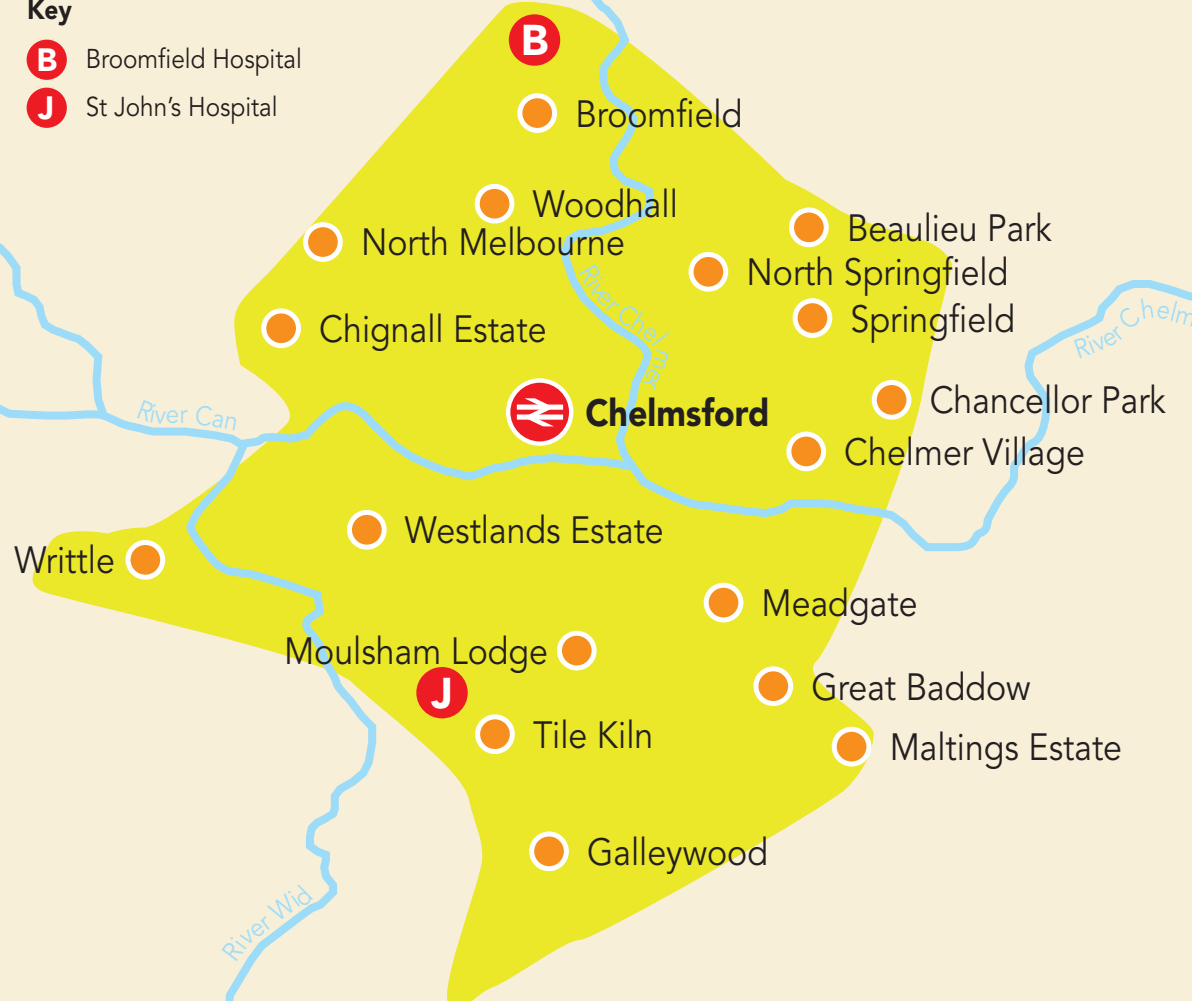 Key
B Broomfield Hospital
J St John's Hospital
B
Broomfield
Woodhall
North Melbourne
Beaulieu Park
North Springfield
Springfield
Chignall Estate
River Chelmer
River Chelm
River Can
Chelmsford
Chancellor Park
Chelmer Village
Westlands Estate
Writtle
Meadgate
Moulsham Lodge
J
Great Baddow
Tile Kiln
Maltings Estate
Galleywood
River Wid